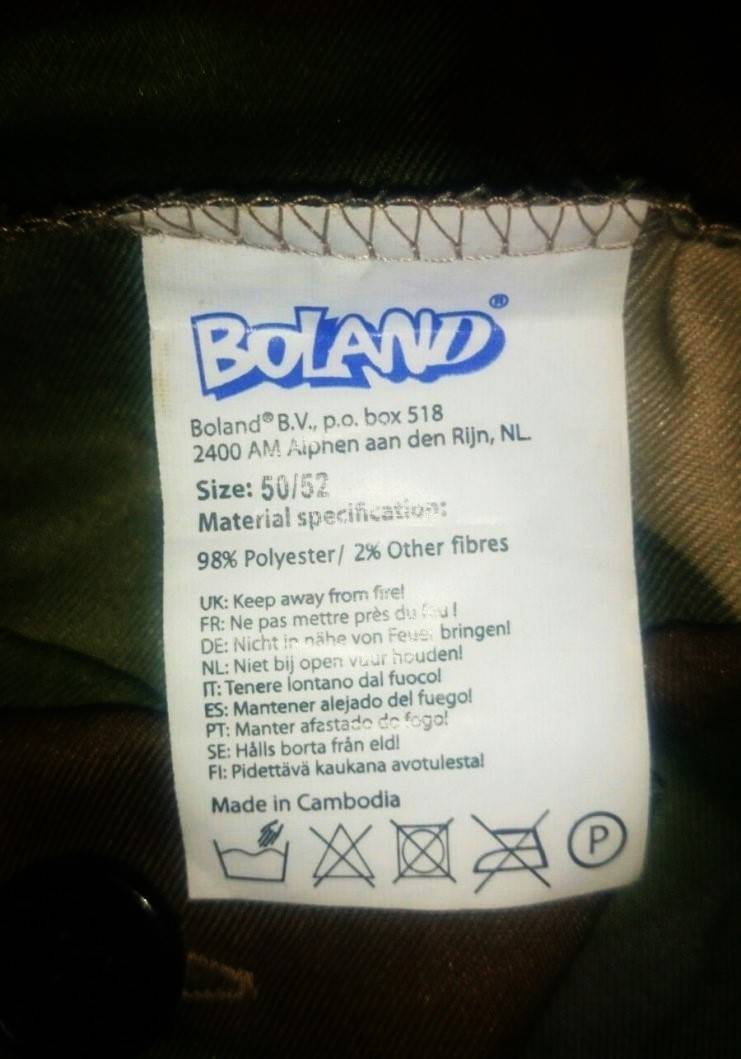 BOLAND®
Boland® B.V., p.o. box 518
2400 AM Alphen aan den Rijn, NL.
Size: 50/52
Material specification:
98% Polyester/ 2% Other fibres
UK: Keep away from fire!
FR: Ne pas mettre près du feu !
DE: Nicht in nähe von Feuer bringen!
NL: Niet bij open vuur houden!
IT: Tenere lontano dal fuoco!
ES: Mantener alejado del fuego!
PT: Manter afastado do fogo!
SE: Hålls borta från eld!
FI: Pidettävä kaukana avotulesta!
Made in Cambodia
P